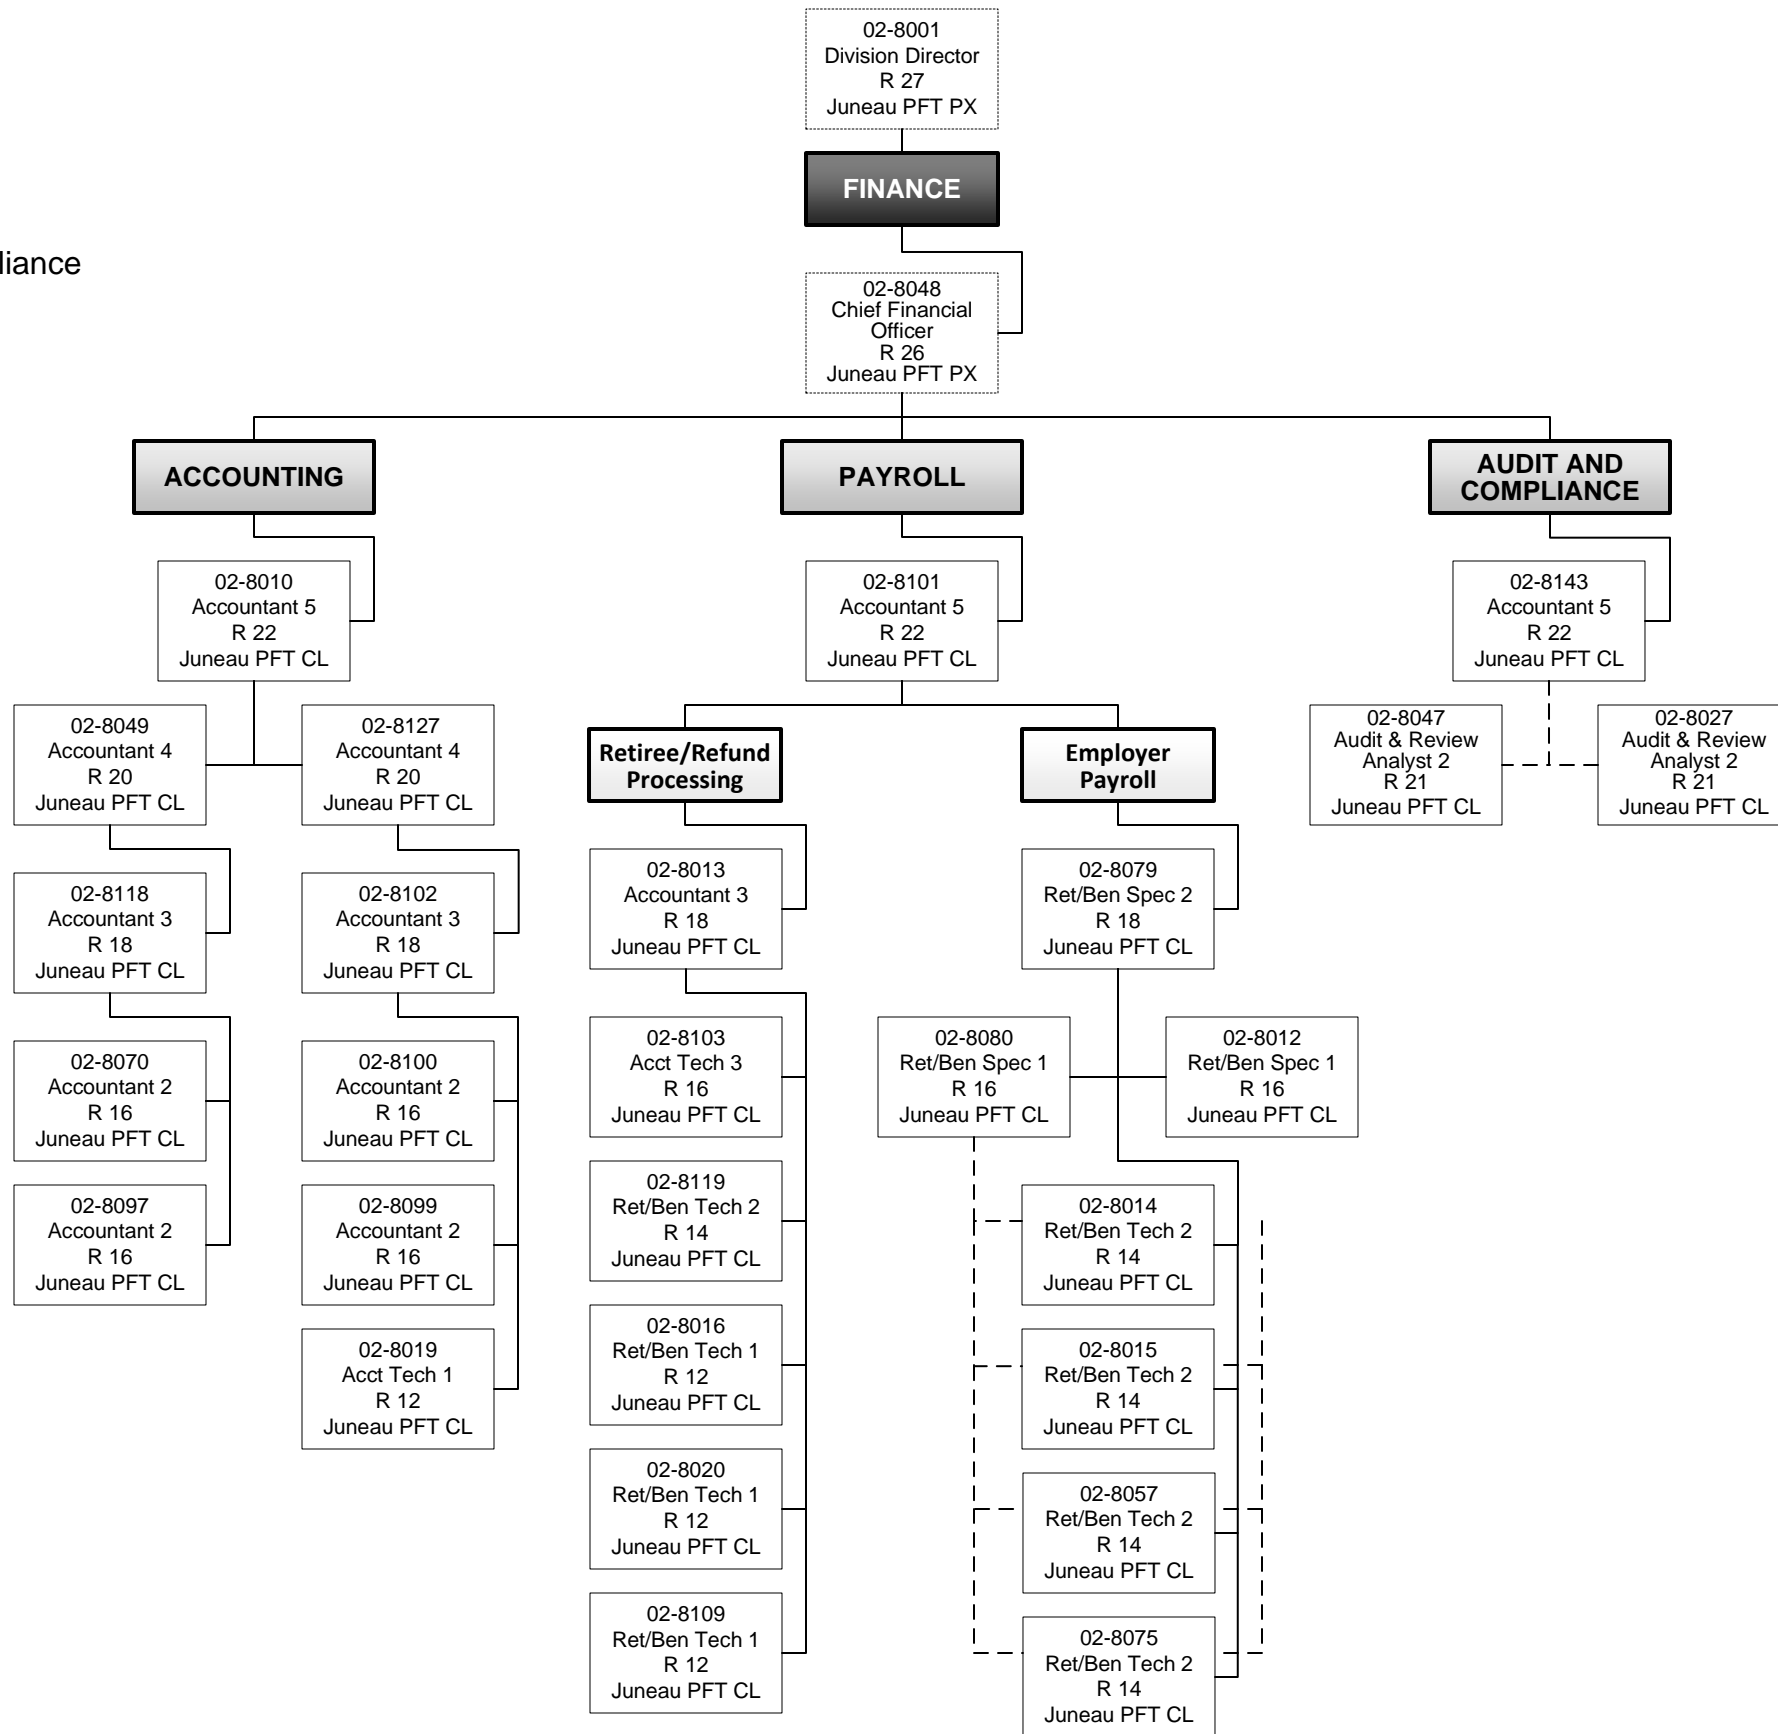 02-8001
Division Director
R 27
Juneau PFT PX
FINANCE
liance
02-8048
Chief Financial
Officer
R 26
Juneau PFT PX
ACCOUNTING
PAYROLL
AUDIT AND
COMPLIANCE
02-8010
Accountant 5
R 22
Juneau PFT CL
02-8101
Accountant 5
R 22
Juneau PFT CL
02-8143
Accountant 5
R 22
Juneau PFT CL
02-8049
Accountant 4
R 20
Juneau PFT CL
02-8127
Accountant 4
R 20
Juneau PFT CL
Retiree/Refund
Processing
Employer
Payroll
02-8047
Audit & Review
Analyst 2
R 21
Juneau PFT CL
02-8027
Audit & Review
Analyst 2
R 21
Juneau PFT CL
02-8118
Accountant 3
R 18
Juneau PFT CL
02-8102
Accountant 3
R 18
Juneau PFT CL
02-8013
Accountant 3
R 18
Juneau PFT CL
02-8079
Ret/Ben Spec 2
R 18
Juneau PFT CL
02-8070
Accountant 2
R 16
Juneau PFT CL
02-8100
Accountant 2
R 16
Juneau PFT CL
02-8103
Acct Tech 3
R 16
Juneau PFT CL
02-8080
Ret/Ben Spec 1
R 16
Juneau PFT CL
02-8012
Ret/Ben Spec 1
R 16
Juneau PFT CL
02-8097
Accountant 2
R 16
Juneau PFT CL
02-8099
Accountant 2
R 16
Juneau PFT CL
02-8119
Ret/Ben Tech 2
R 14
Juneau PFT CL
02-8014
Ret/Ben Tech 2
R 14
Juneau PFT CL
02-8019
Acct Tech 1
R 12
Juneau PFT CL
02-8016
Ret/Ben Tech 1
R 12
Juneau PFT CL
02-8015
Ret/Ben Tech 2
R 14
Juneau PFT CL
02-8020
Ret/Ben Tech 1
R 12
Juneau PFT CL
02-8057
Ret/Ben Tech 2
R 14
Juneau PFT CL
02-8109
Ret/Ben Tech 1
R 12
Juneau PFT CL
02-8075
Ret/Ben Tech 2
R 14
Juneau PFT CL